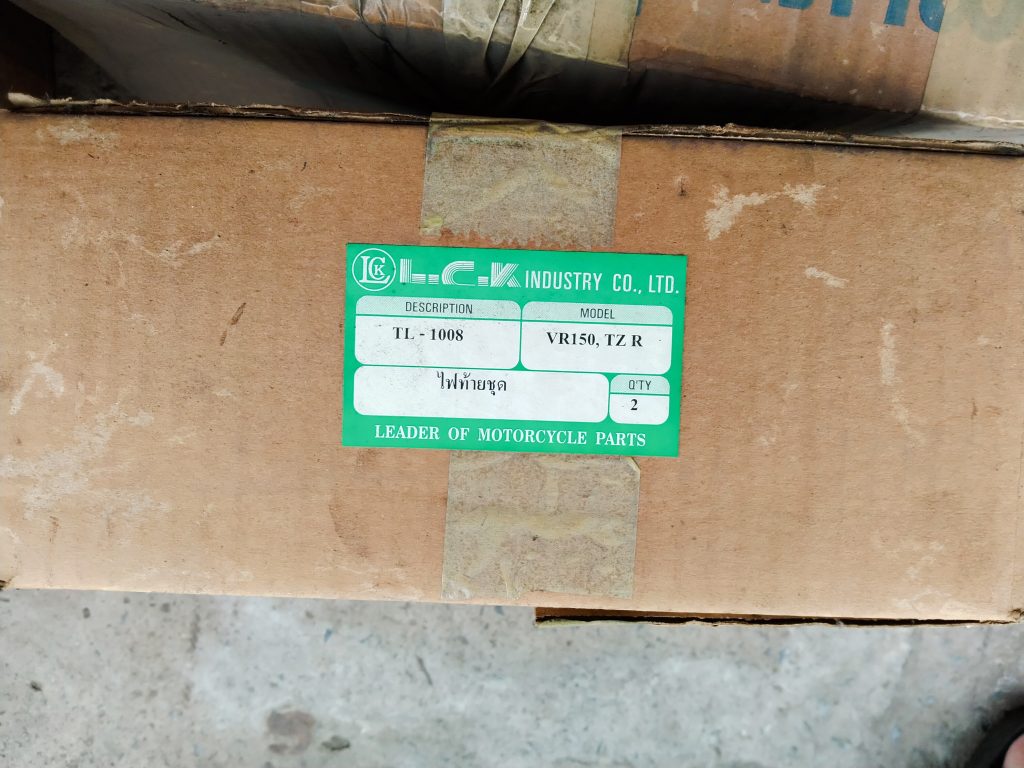 LCK L.C.K INDUSTRY CO., LTD.
DESCRIPTION
TL - 1008
MODEL
VR150, TZ R
ไฟท้ายชุด
Q'TY
2
LEADER OF MOTORCYCLE PARTS